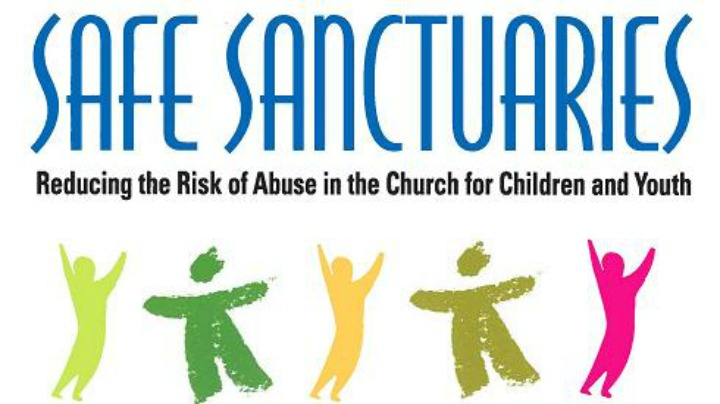 SAFE SANCTUARIES
Reducing the Risk of Abuse in the Church for Children and Youth